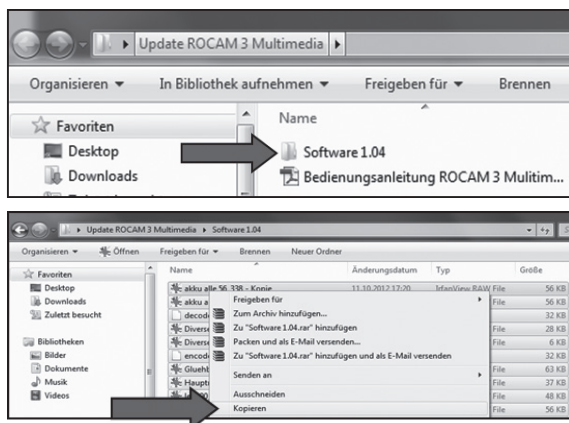 Update ROCAM 3 Multimedia
Organisieren In Bibliothek aufnehmen Freigeben für Brennen
Name
Favoriten
Desktop
Downloads
Software 1.04
Bedienungsanleitung ROCAM 3 Mulitim...
Update ROCAM 3 Multimedia Software 1.04
Organisieren Öffnen Freigeben für Brennen Neuer Ordner
Favoriten
Desktop
Downloads
Zuletzt besucht
Bibliotheken
Bilder
Dokumente
Musik
Videos
Name Änderungsdatum Typ Größe
akku alle 56_338 - Kopie 11.10.2012 17:20 IrfanView RAW File 56 KB
akku a File 56 KB
decod 32 KB
Divers File 28 KB
Divers File 6 KB
encod 32 KB
Gluehb File 63 KB
Haupt File 37 KB
File 48 KB
File 56 KB
Freigeben für
Zum Archiv hinzufügen...
Zu "Software 1.04.rar" hinzufügen
Packen und als E-Mail versenden...
Zu "Software 1.04.rar" hinzufügen und als E-Mail versenden
Senden an
Ausschneiden
Kopieren